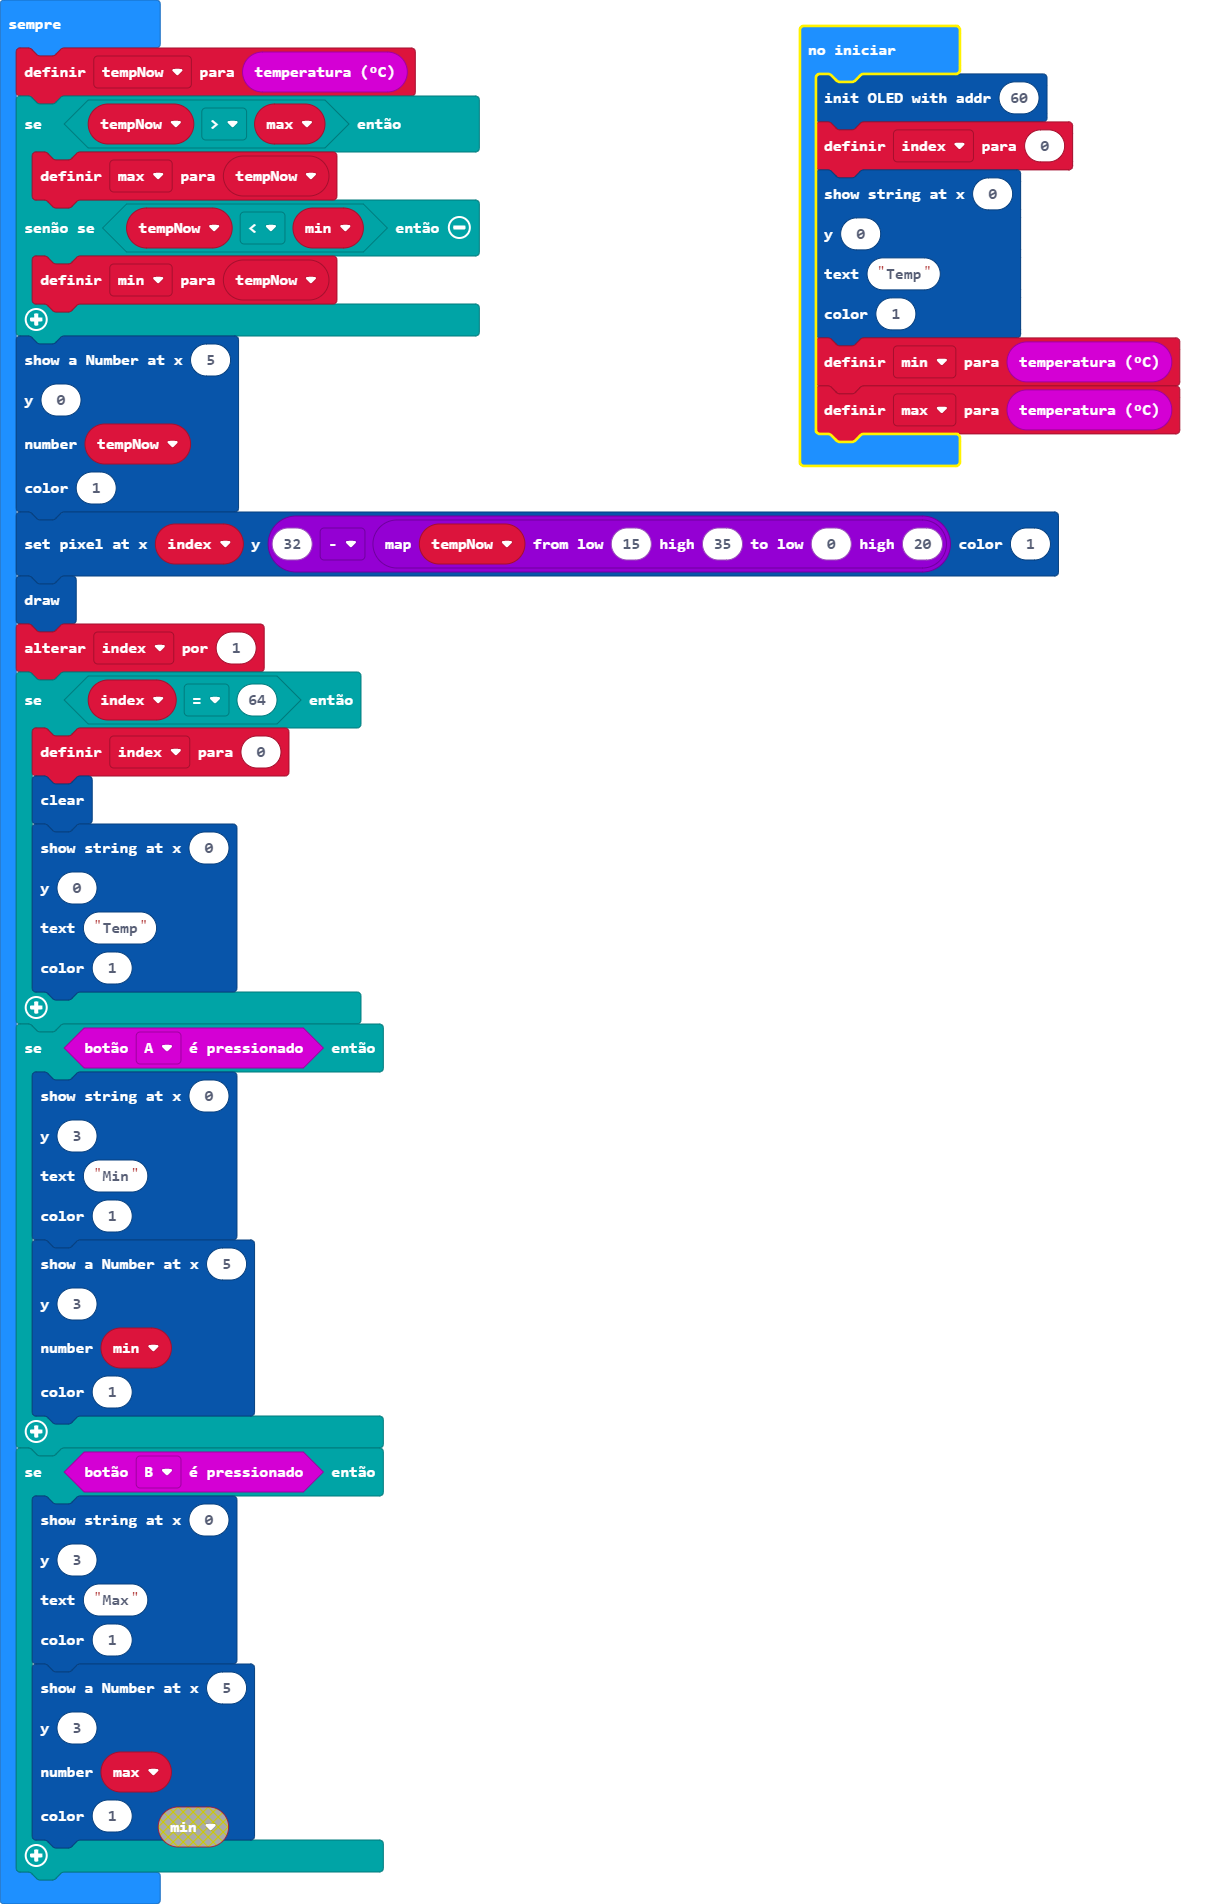 sempre
definir tempNow para temperatura (ºC)
se tempNow > max então
definir max para tempNow
senão se tempNow < min então
definir min para tempNow
show a Number at x 5
y 0
number tempNow
color 1
set pixel at x index y 32 - map tempNow from low 15 high 35 to low 0 high 20 color 1
draw
alterar index por 1
se index = 64 então
definir index para 0
clear
show string at x 0
y 0
text "Temp"
color 1
se botão A é pressionado então
show string at x 0
y 3
text "Min"
color 1
show a Number at x 5
y 3
number min
color 1
se botão B é pressionado então
show string at x 0
y 3
text "Max"
color 1
show a Number at x 5
y 3
number max
color 1
min
no iniciar
init OLED with addr 60
definir index para 0
show string at x 0
y 0
text "Temp"
color 1
definir min para temperatura (ºC)
definir max para temperatura (ºC)